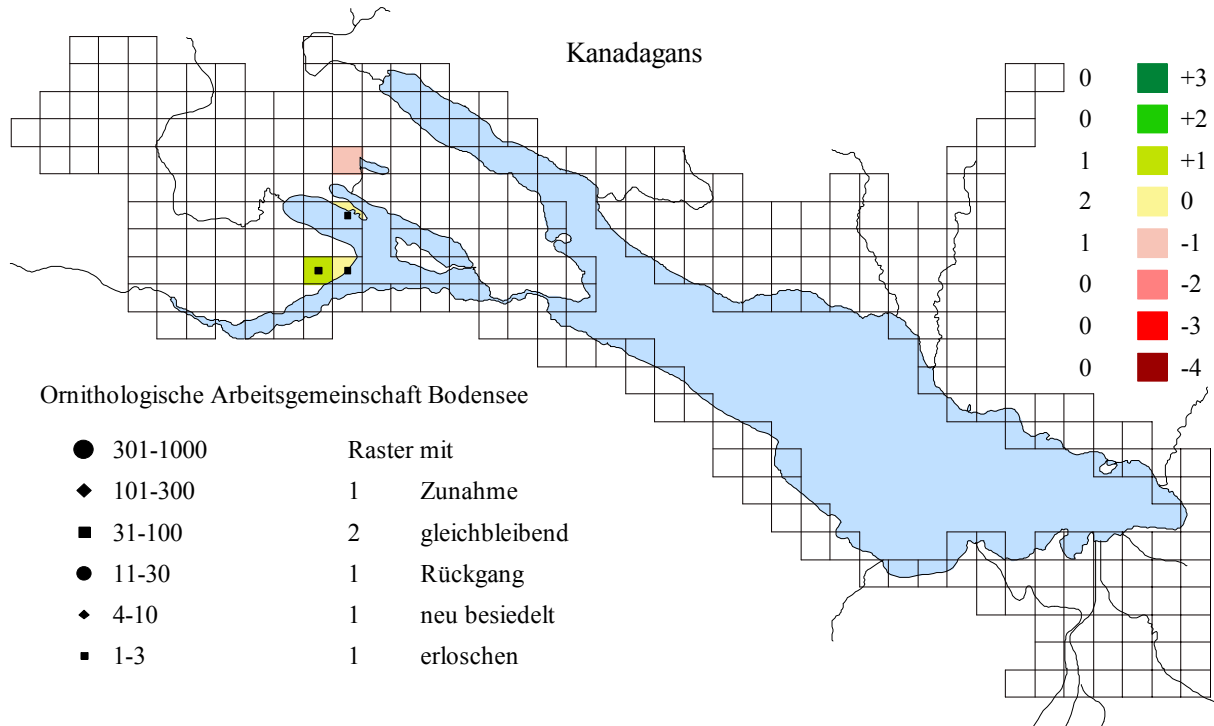 Kanadagans
0 +3
0 +2
1 +1
2 0
1 -1
0 -2
0 -3
0 -4
Ornithologische Arbeitsgemeinschaft Bodensee
301-1000 Raster mit
101-300 1 Zunahme
31-100 2 gleichbleibend
11-30 1 Rückgang
4-10 1 neu besiedelt
1-3 1 erloschen